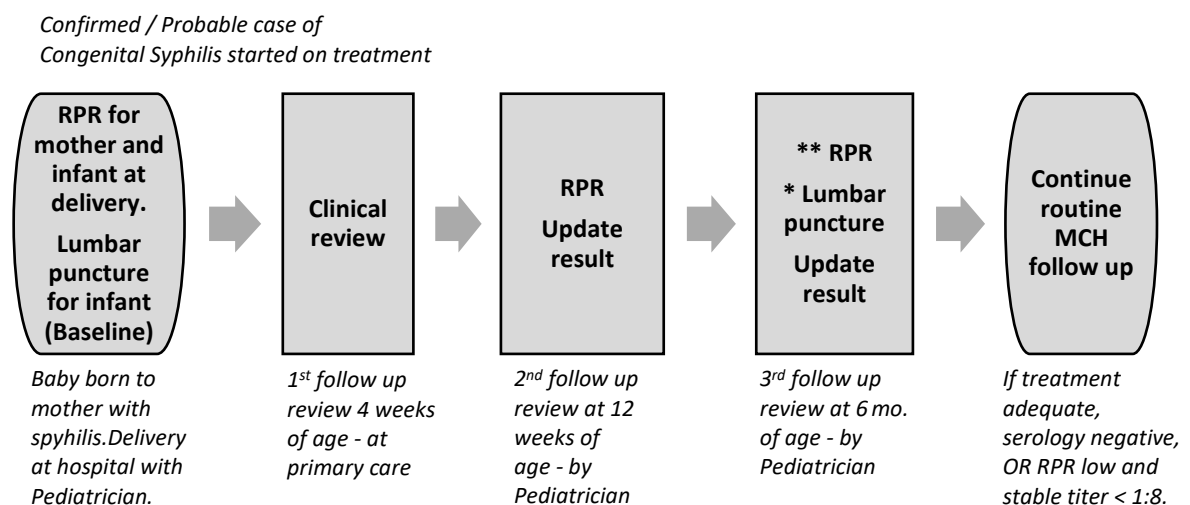 Confirmed / Probable case of
Congenital Syphilis started on treatment
RPR for
mother and
infant at
delivery.
Lumbar
puncture
for infant
(Baseline)
Clinical
review
RPR
Update
result
** RPR
* Lumbar
puncture
Update
result
Continue
routine
MCH
follow up
Baby born to
mother with
spyhilis.Delivery
at hospital with
Pediatrician.
1st follow up
review 4 weeks
of age - at
primary care
2nd follow up
review at 12
weeks of
age - by
Pediatrician
3rd follow up
review at 6 mo.
of age - by
Pediatrician
If treatment
adequate,
serology negative,
OR RPR low and
stable titer < 1:8.